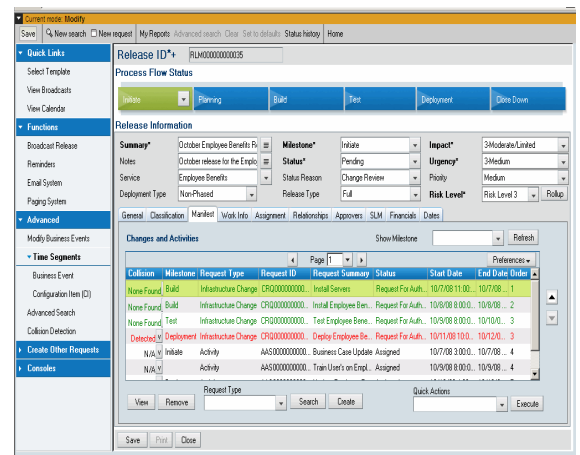 Current mode: Modify
Save New search New request My Reports Advanced search Clear Set to defaults Status history Home
Quick Links
Select Template
View Broadcasts
View Calendar
Functions
Broadcast Release
Reminders
Email System
Paging System
Advanced
Modify Business Events
Time Segments
Business Event
Configuration Item (CI)
Advanced Search
Collision Detection
Create Other Requests
Consoles
Release ID*+ RLM000000000035
Process Flow Status
Initiate Planning Build Test Deployment Close Down
Release Information
Summary* October Employee Benefits R Milestone* Initiate Impact* 3-Moderate/Limited
Notes October release for the Emplo Status* Pending Urgency* 3-Medium
Service Employee Benefits Status Reason Change Review Priority Medium
Deployment Type Non-Phased Release Type Full Risk Level* Risk Level 3 Rollup
General Classification Manifest Work Info Assignment Relationships Approvers SLM Financials Dates
Changes and Activities Show Milestone Refresh
Page 1 Preferences
Collision Milestone Request Type Request ID Request Summary Status Start Date End Date Order
None Found Build Infrastructure Change CRQ000000000... Install Servers Request For Auth... 10/7/08 11:00:... 10/7/08 ... 1
None Found Build Infrastructure Change CRQ000000000... Install Employee Ben... Request For Auth... 10/8/08 8:00:0... 10/8/08 ... 2
None Found Test Infrastructure Change CRQ000000000... Test Employee Bene... Request For Auth... 10/9/08 8:00:0... 10/10/0... 3
Detected Deployment Infrastructure Change CRQ000000000... Deploy Employee Be... Request For Auth... 10/11/08 10:0... 10/12/0... 3
N/A Initiate Activity AAS0000000000... Business Case Update Assigned 10/7/08 3:00:0... 10/7/08 ... 4
N/A Activity AAS0000000000... Train User's on Empl... Assigned 10/9/08 8:00:0... 10/9/08 ... 4
Request Type Quick Actions
View Remove Search Create Execute
Save Print Close